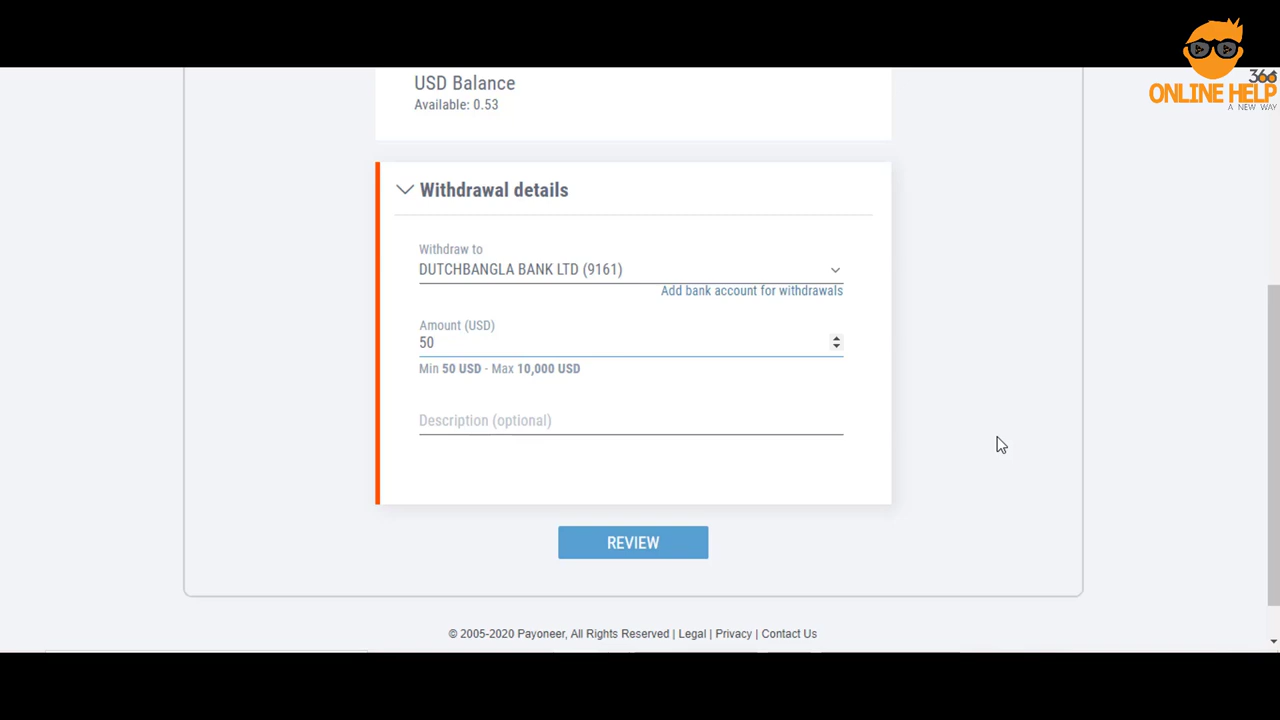 366
ONLINE HELP
A NEW WAY
USD Balance
Available: 0.53
Withdrawal details
Withdraw to
DUTCHBANGLA BANK LTD (9161)
Add bank account for withdrawals
Amount (USD)
50
Min 50 USD - Max 10,000 USD
Description (optional)
REVIEW
© 2005-2020 Payoneer, All Rights Reserved | Legal | Privacy | Contact Us